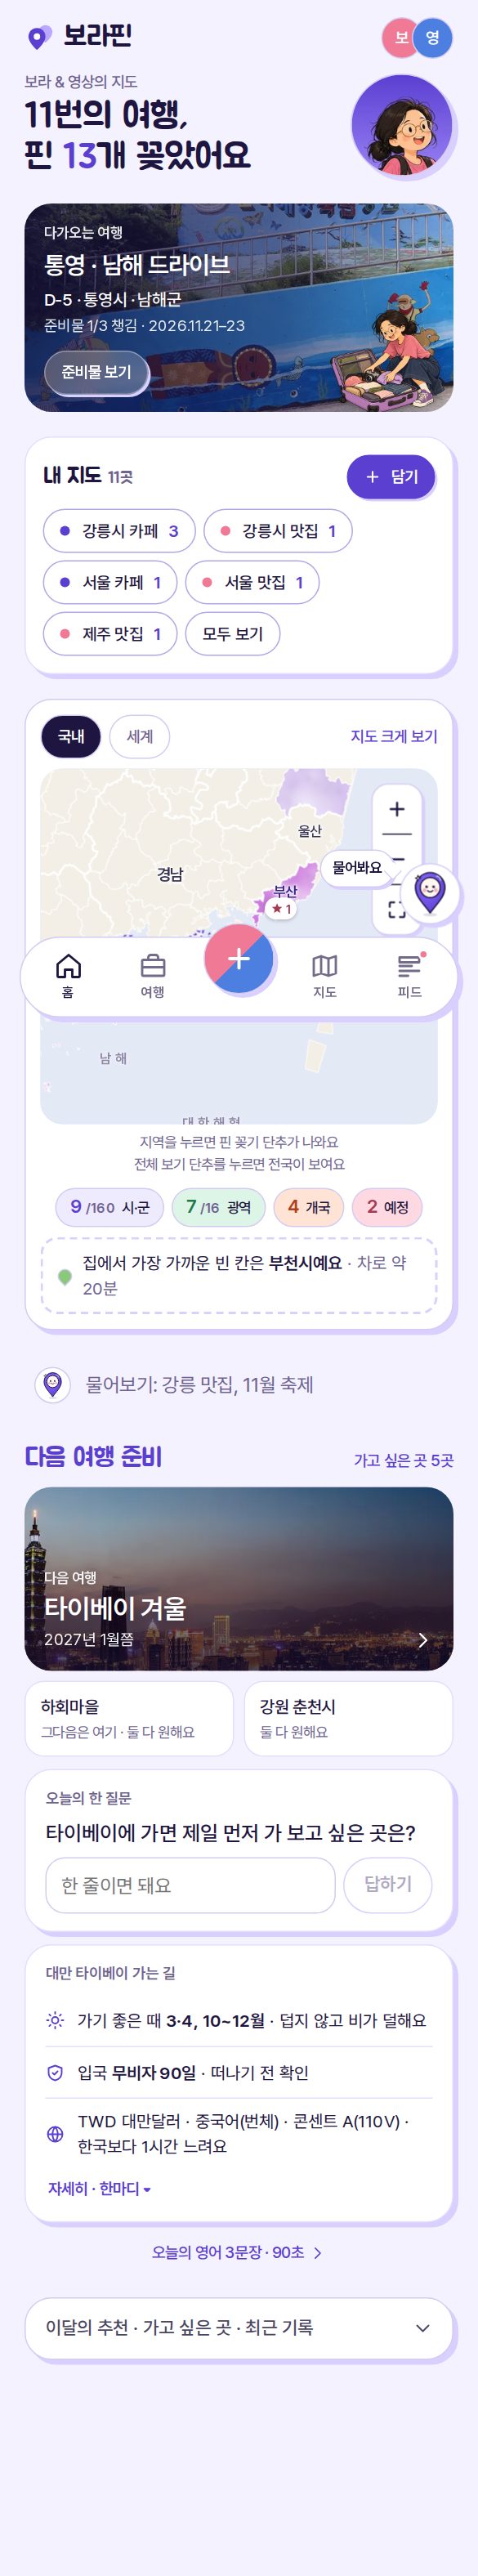 보라핀
보 영
보라 & 영상의 지도
11번의 여행,
핀 13개 꽂았어요
다가오는 여행
통영 · 남해 드라이브
D-5 · 통영시 · 남해군
준비물 1/3 챙김 · 2026.11.21–23
준비물 보기
내 지도 11곳
+ 담기
강릉시 카페 3
강릉시 맛집 1
서울 카페 1
서울 맛집 1
제주 맛집 1
모두 보기
국내
세계
지도 크게 보기
울산
경남
물어봐요
부산
★ 1
홈
여행
지도
피드
남 해
대 한 해 협
지역을 누르면 핀 꽂기 단추가 나와요
전체 보기 단추를 누르면 전국이 보여요
9 /160 시·군
7 /16 광역
4 개국
2 예정
집에서 가장 가까운 빈 칸은 부천시예요 · 차로 약
20분
물어보기: 강릉 맛집, 11월 축제
다음 여행 준비
가고 싶은 곳 5곳
다음 여행
타이베이 겨울
2027년 1월쯤
하회마을
그다음은 여기 · 둘 다 원해요
강원 춘천시
둘 다 원해요
오늘의 한 질문
타이베이에 가면 제일 먼저 가 보고 싶은 곳은?
한 줄이면 돼요
답하기
대만 타이베이 가는 길
가기 좋은 때 3·4, 10~12월 · 덥지 않고 비가 덜해요
입국 무비자 90일 · 떠나기 전 확인
TWD 대만달러 · 중국어(번체) · 콘센트 A(110V) ·
한국보다 1시간 느려요
자세히 · 한마디
오늘의 영어 3문장 · 90초
이달의 추천 · 가고 싶은 곳 · 최근 기록